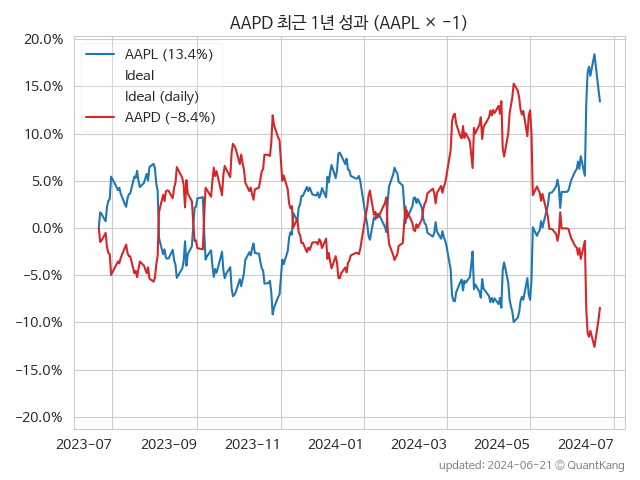 AAPD 최근 1년 성과 (AAPL × −1)
20.0%
15.0%
10.0%
5.0%
0.0%
−5.0%
−10.0%
−15.0%
−20.0%
AAPL (13.4%)
Ideal
Ideal (daily)
AAPD (−8.4%)
2023-07
2023-09
2023-11
2024-01
2024-03
2024-05
2024-07
updated: 2024-06-21 © QuantKang